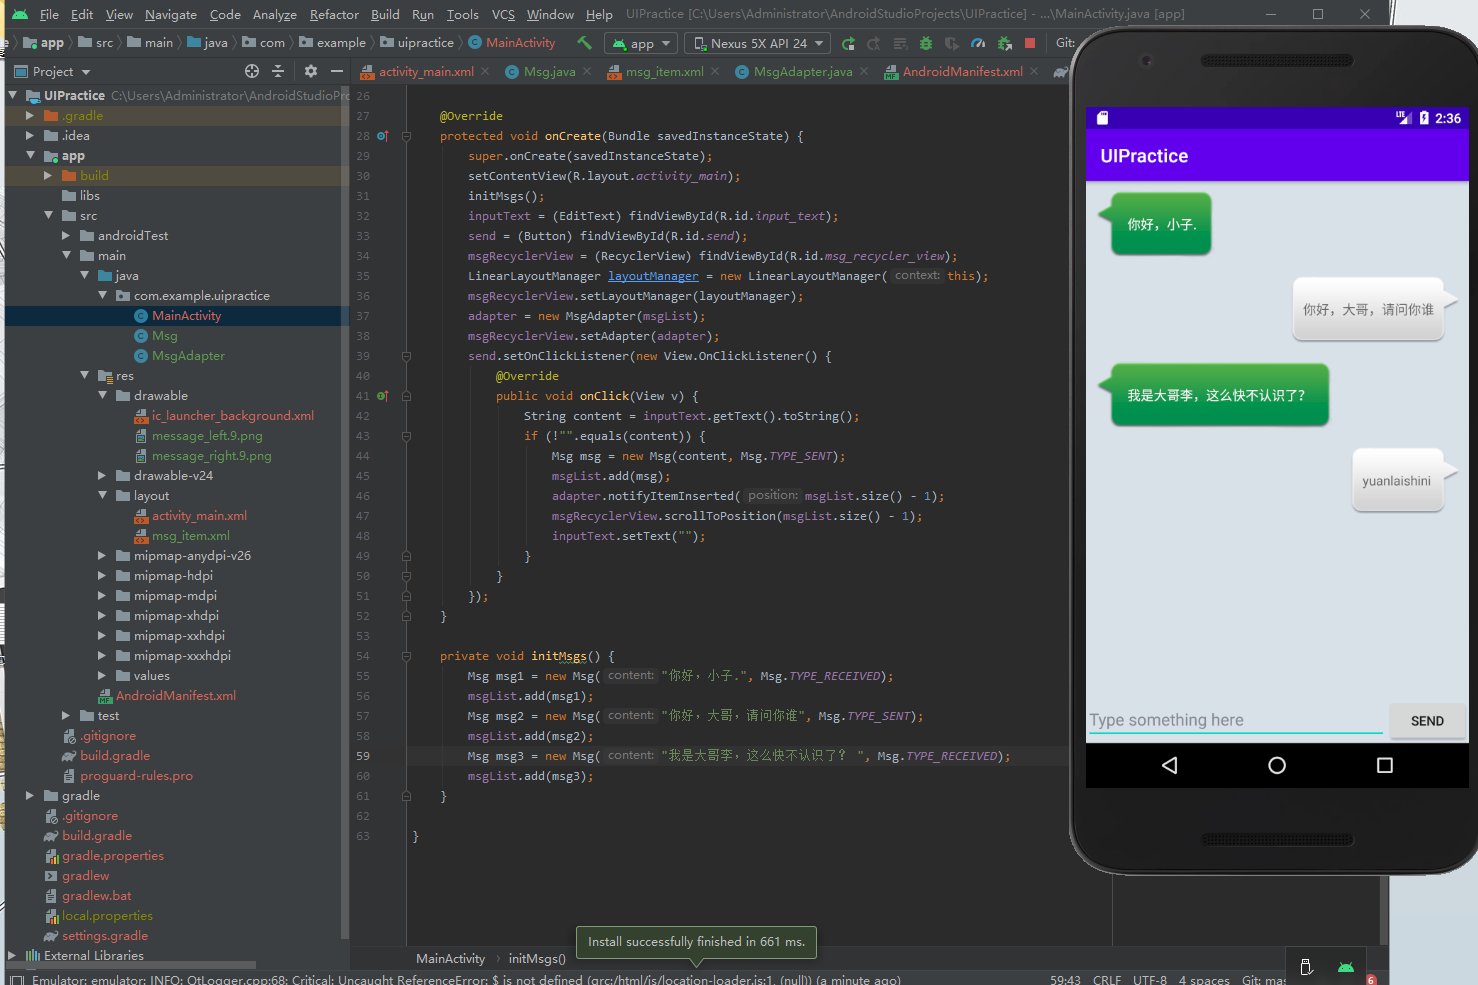 File Edit View Navigate Code Analyze Refactor Build Run Tools VCS Window Help UIPractice [C:\Users\Administrator\AndroidStudioProjects\UIPractice] - ...\MainActivity.java [app]
e app src main java com example uipractice MainActivity app Nexus 5X API 24 Git:
Project activity_main.xml Msg.java msg_item.xml MsgAdapter.java AndroidManifest.xml
UIPractice C:\Users\Administrator\AndroidStudioPro
.gradle
.idea
app
build
libs
src
androidTest
main
java
com.example.uipractice
MainActivity
Msg
MsgAdapter
res
drawable
ic_launcher_background.xml
message_left.9.png
message_right.9.png
drawable-v24
layout
activity_main.xml
msg_item.xml
mipmap-anydpi-v26
mipmap-hdpi
mipmap-mdpi
mipmap-xhdpi
mipmap-xxhdpi
mipmap-xxxhdpi
values
AndroidManifest.xml
test
.gitignore
build.gradle
proguard-rules.pro
gradle
.gitignore
build.gradle
gradle.properties
gradlew
gradlew.bat
local.properties
settings.gradle
External Libraries
26
27 @Override
28 protected void onCreate(Bundle savedInstanceState) {
29 super.onCreate(savedInstanceState);
30 setContentView(R.layout.activity_main);
31 initMsgs();
32 inputText = (EditText) findViewById(R.id.input_text);
33 send = (Button) findViewById(R.id.send);
34 msgRecyclerView = (RecyclerView) findViewById(R.id.msg_recycler_view);
35 LinearLayoutManager layoutManager = new LinearLayoutManager( context: this);
36 msgRecyclerView.setLayoutManager(layoutManager);
37 adapter = new MsgAdapter(msgList);
38 msgRecyclerView.setAdapter(adapter);
39 send.setOnClickListener(new View.OnClickListener() {
40 @Override
41 public void onClick(View v) {
42 String content = inputText.getText().toString();
43 if (!"".equals(content)) {
44 Msg msg = new Msg(content, Msg.TYPE_SENT);
45 msgList.add(msg);
46 adapter.notifyItemInserted( position: msgList.size() - 1);
47 msgRecyclerView.scrollToPosition(msgList.size() - 1);
48 inputText.setText("");
49 }
50 }
51 });
52 }
53
54 private void initMsgs() {
55 Msg msg1 = new Msg( content: "你好，小子.", Msg.TYPE_RECEIVED);
56 msgList.add(msg1);
57 Msg msg2 = new Msg( content: "你好，大哥，请问你谁", Msg.TYPE_SENT);
58 msgList.add(msg2);
59 Msg msg3 = new Msg( content: "我是大哥李，这么快不认识了？ ", Msg.TYPE_RECEIVED);
60 msgList.add(msg3);
61 }
62
63 }
LTE 2:36
UIPractice
你好，小子.
你好，大哥，请问你谁
我是大哥李，这么快不认识了？
yuanlaishini
Type something here SEND
Install successfully finished in 661 ms.
MainActivity › initMsgs()
Emulator: emulator: INFO: QtLogger.cpp:68: Critical: Uncaught ReferenceError: $ is not defined (qrc:/html/js/location-loader.js:1, (null)) (a minute ago) 59:43 CRLF UTF-8 4 spaces Git: mas 6